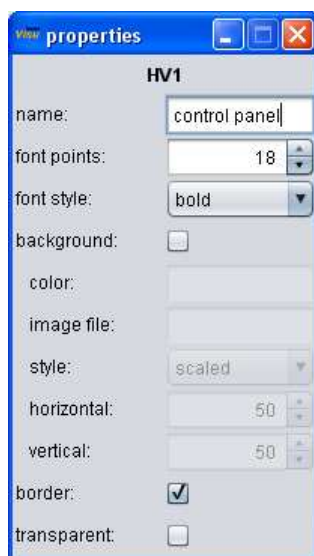 Visu properties
HV1
name: control panel
font points: 18
font style: bold
background:
color:
image file:
style: scaled
horizontal: 50
vertical: 50
border:
transparent: